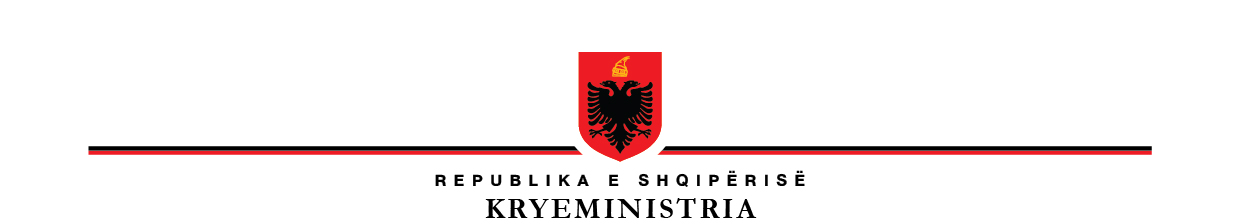 REPUBLIKA E SHQIPËRISË
KRYEMINISTRIA